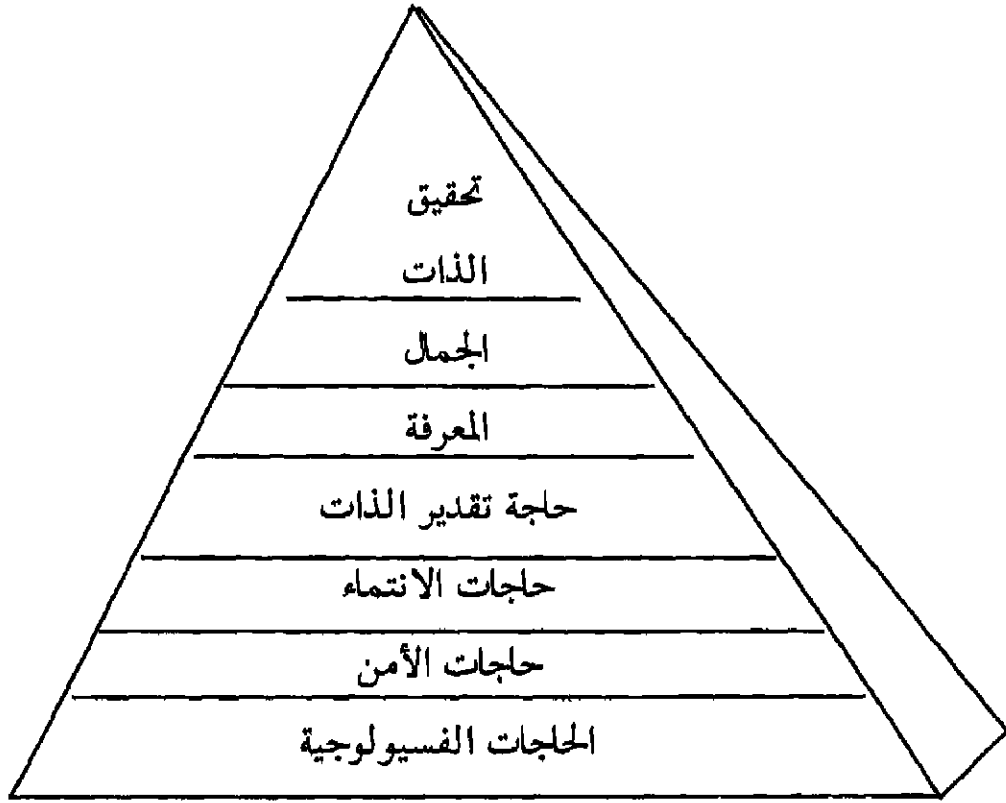 تحقيق
الذات
الجمال
المعرفة
حاجة تقدير الذات
حاجات الانتماء
حاجات الأمن
الحاجات الفسيولوجية